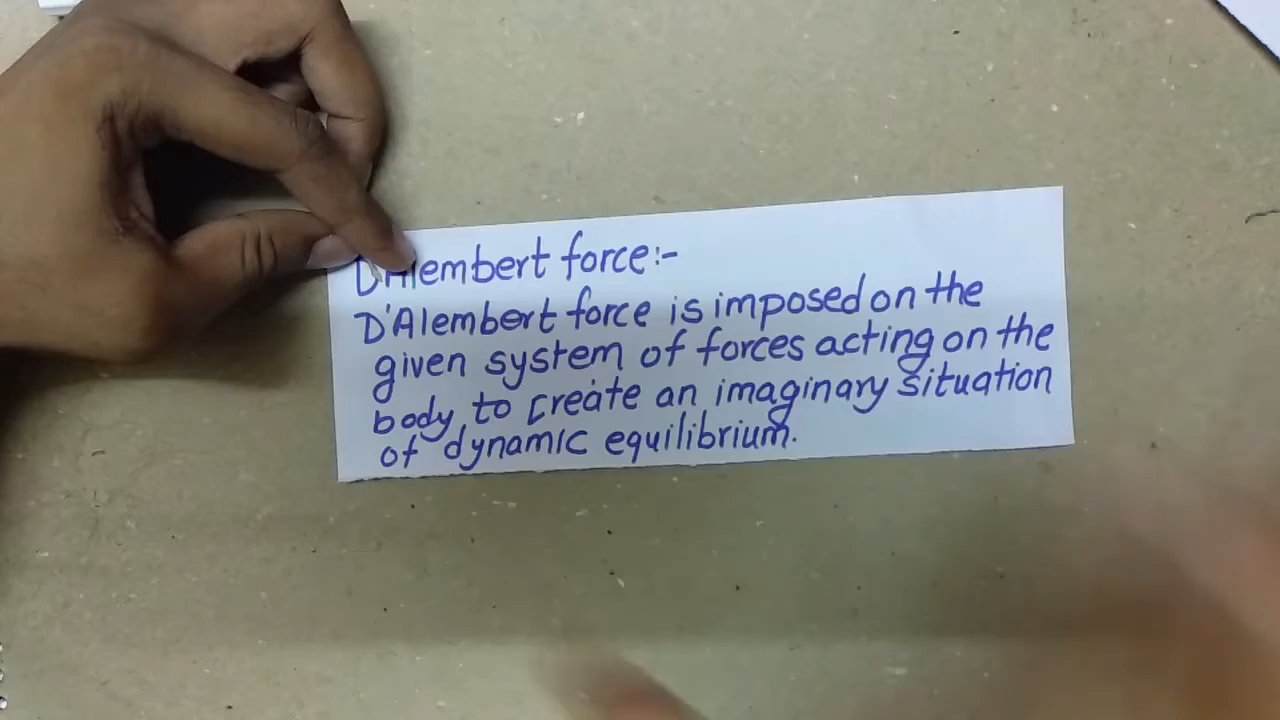 D'Alembert force:-
D'Alembert force is imposed on the
given system of forces acting on the
body, to create an imaginary situation
of dynamic equilibrium.